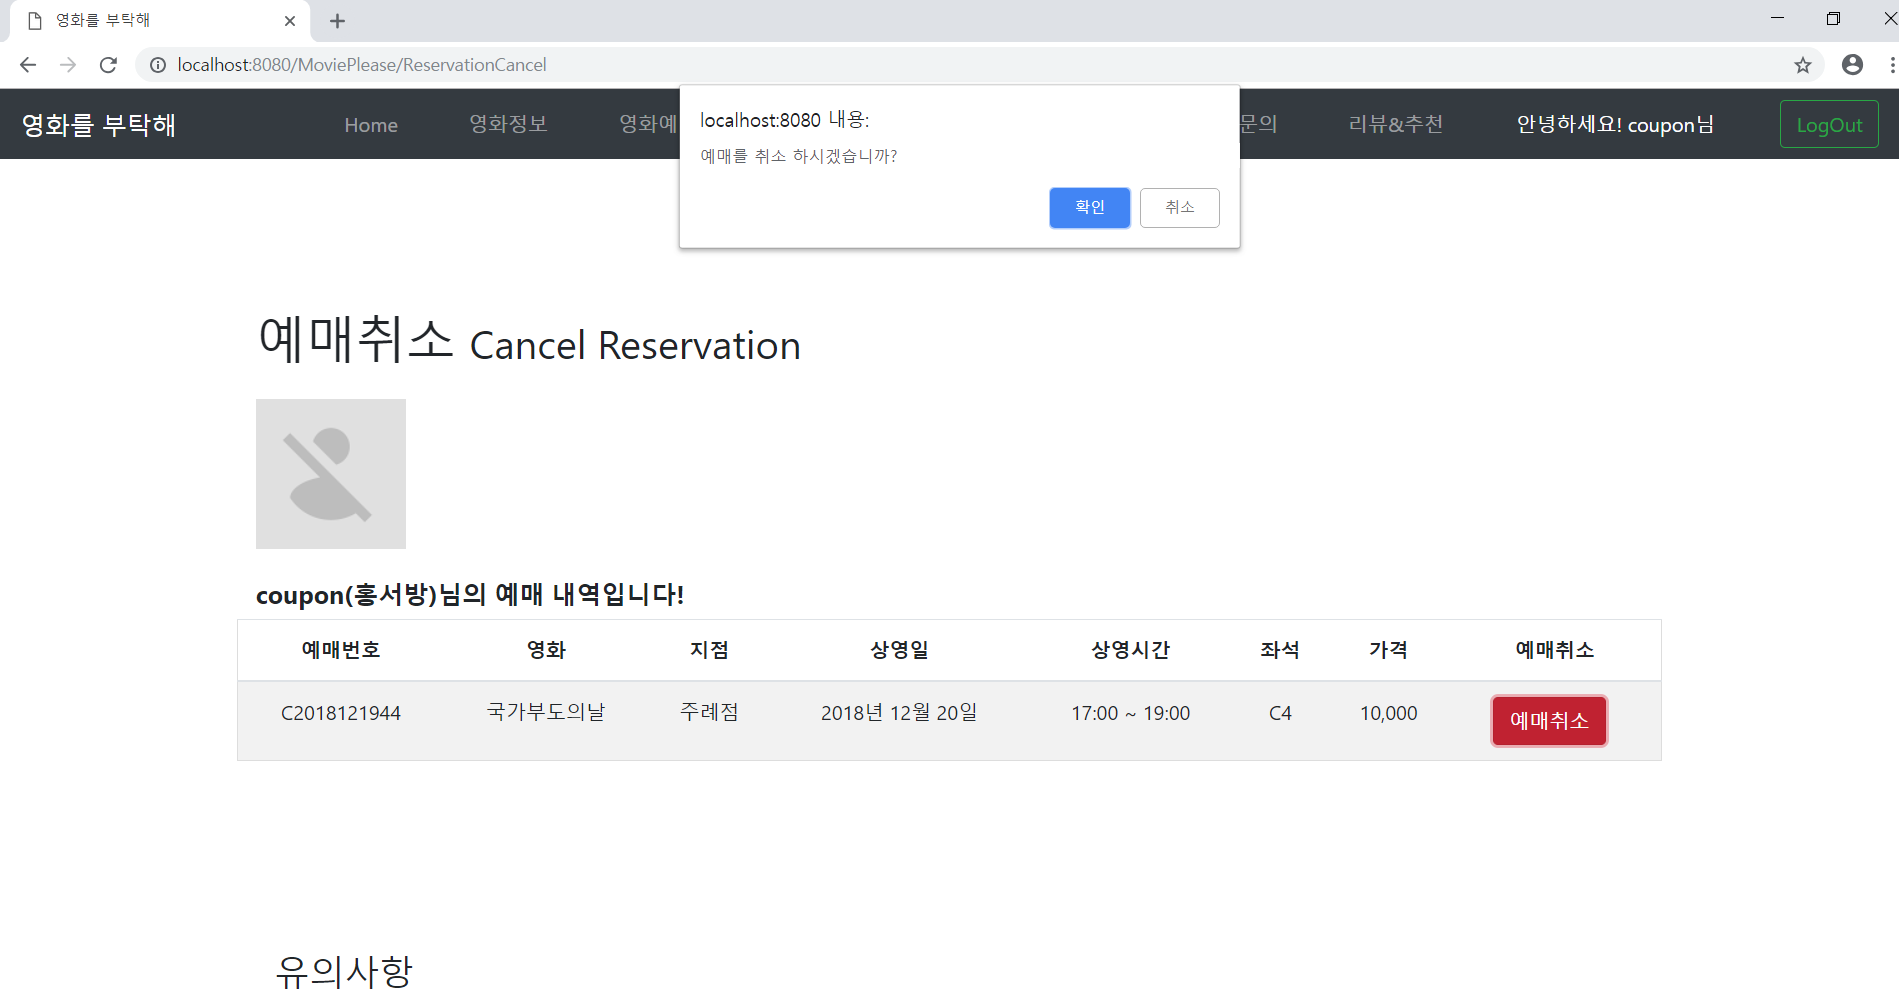 영화를 부탁해
localhost:8080/MoviePlease/ReservationCancel
영화를 부탁해 Home 영화정보 영화예 문의 리뷰&추천 안녕하세요! coupon님 LogOut
localhost:8080 내용:
예매를 취소 하시겠습니까?
확인 취소
예매취소 Cancel Reservation
coupon(홍서방)님의 예매 내역입니다!
예매번호 영화 지점 상영일 상영시간 좌석 가격 예매취소
C2018121944 국가부도의날 주례점 2018년 12월 20일 17:00 ~ 19:00 C4 10,000 예매취소
유의사항